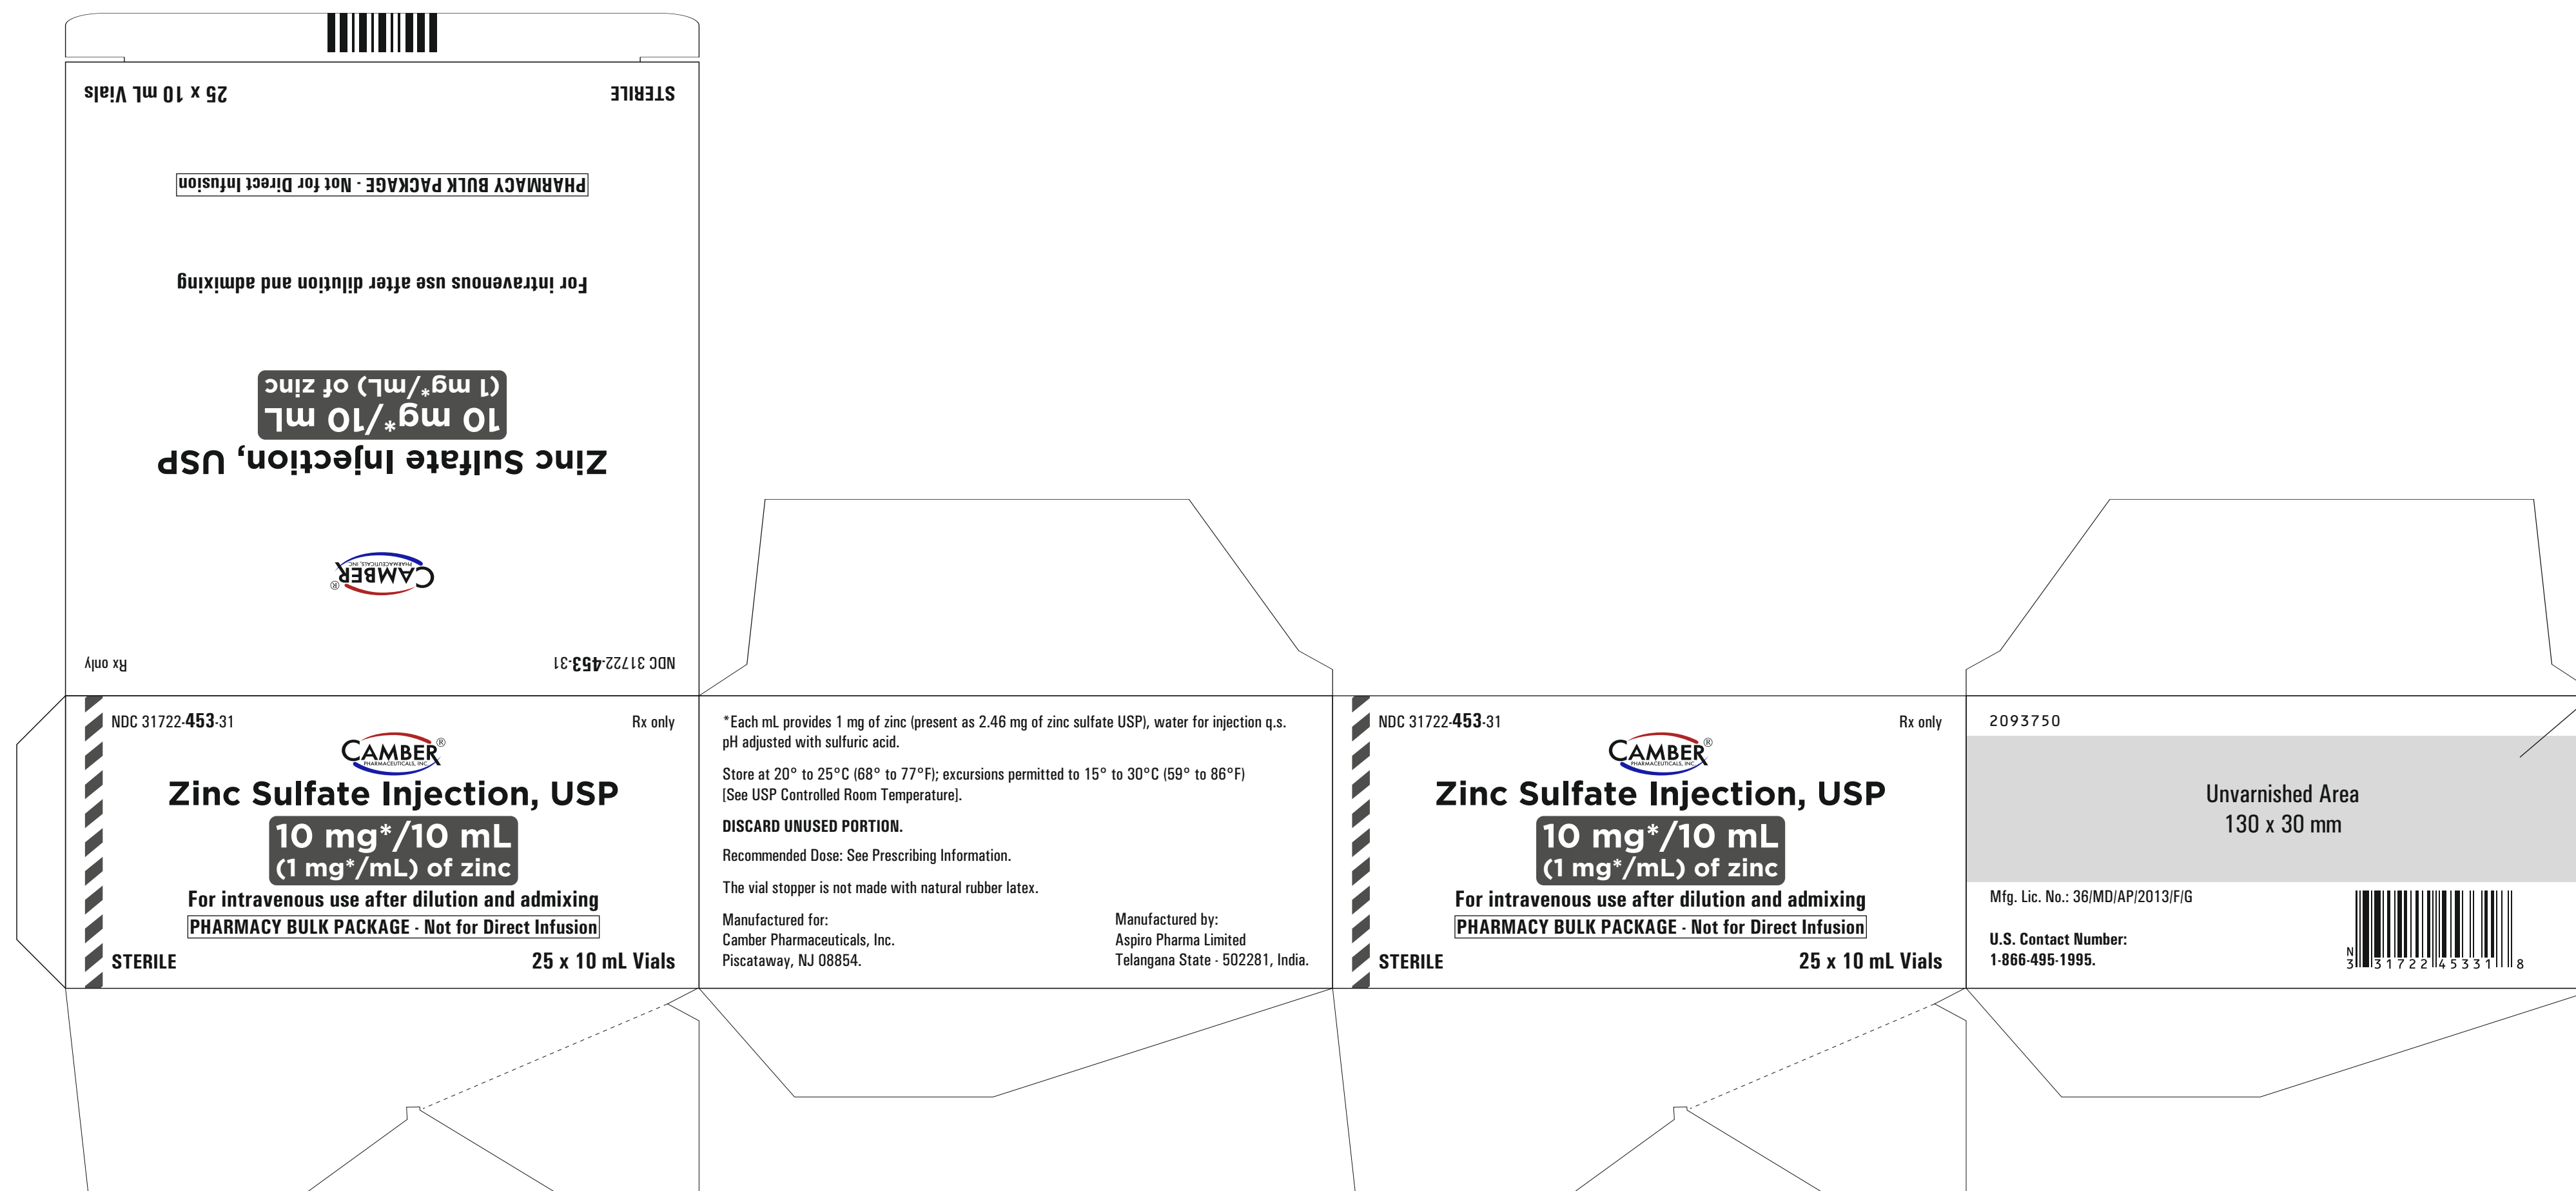 25 x 10 mL Vials
STERILE
PHARMACY BULK PACKAGE - Not for Direct Infusion
For intravenous use after dilution and admixing
(1 mg*/mL) of zinc
10 mg*/10 mL
Zinc Sulfate Injection, USP
CAMBER®
PHARMACEUTICALS, INC.
Rx only
NDC 31722-453-31
NDC 31722-453-31
Rx only
CAMBER®
PHARMACEUTICALS, INC.
Zinc Sulfate Injection, USP
10 mg*/10 mL
(1 mg*/mL) of zinc
For intravenous use after dilution and admixing
PHARMACY BULK PACKAGE - Not for Direct Infusion
STERILE
25 x 10 mL Vials
*Each mL provides 1 mg of zinc (present as 2.46 mg of zinc sulfate USP), water for injection q.s.
pH adjusted with sulfuric acid.
Store at 20° to 25°C (68° to 77°F); excursions permitted to 15° to 30°C (59° to 86°F)
[See USP Controlled Room Temperature].
DISCARD UNUSED PORTION.
Recommended Dose: See Prescribing Information.
The vial stopper is not made with natural rubber latex.
Manufactured for:
Camber Pharmaceuticals, Inc.
Piscataway, NJ 08854.
Manufactured by:
Aspiro Pharma Limited
Telangana State - 502281, India.
NDC 31722-453-31
Rx only
CAMBER®
PHARMACEUTICALS, INC.
Zinc Sulfate Injection, USP
10 mg*/10 mL
(1 mg*/mL) of zinc
For intravenous use after dilution and admixing
PHARMACY BULK PACKAGE - Not for Direct Infusion
STERILE
25 x 10 mL Vials
2093750
Unvarnished Area
130 x 30 mm
Mfg. Lic. No.: 36/MD/AP/2013/F/G
U.S. Contact Number:
1-866-495-1995.
N
3 31722 45331 8